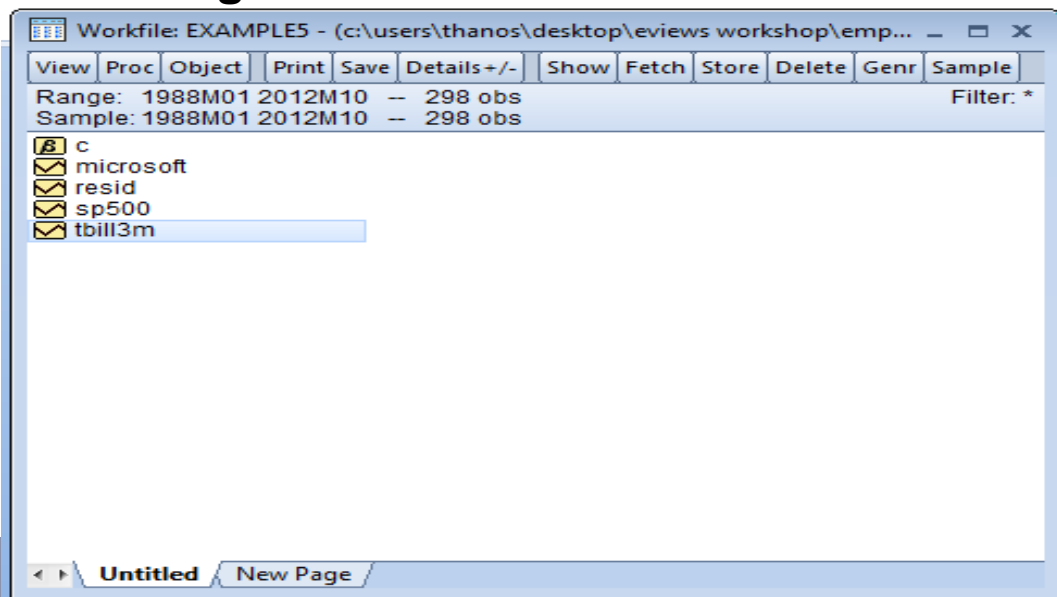 Workfile: EXAMPLE5 - (c:\users\thanos\desktop\eviews workshop\emp...
View Proc Object Print Save Details+/- Show Fetch Store Delete Genr Sample
Range: 1988M01 2012M10 -- 298 obs Filter: *
Sample: 1988M01 2012M10 -- 298 obs
β c
microsoft
resid
sp500
tbill3m
Untitled New Page